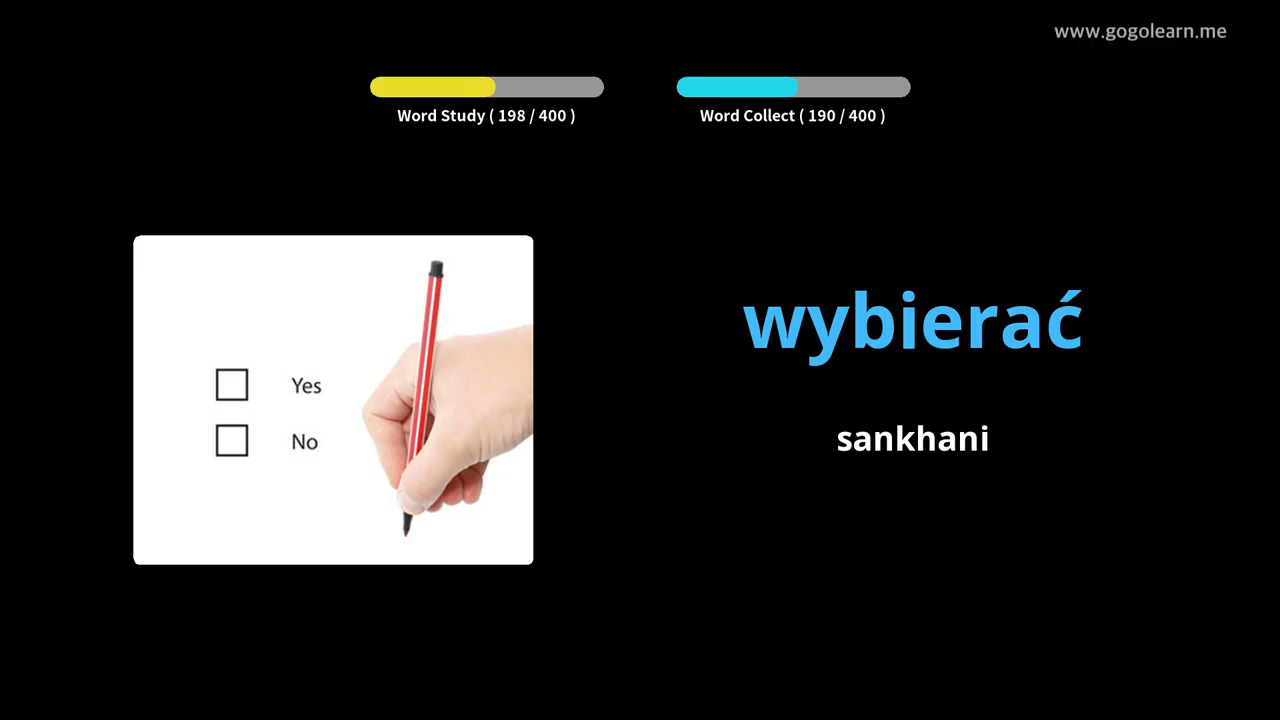 www.gogolearn.me
Word Study ( 198 / 400 )
Word Collect ( 190 / 400 )
Yes
No
wybierać
sankhani